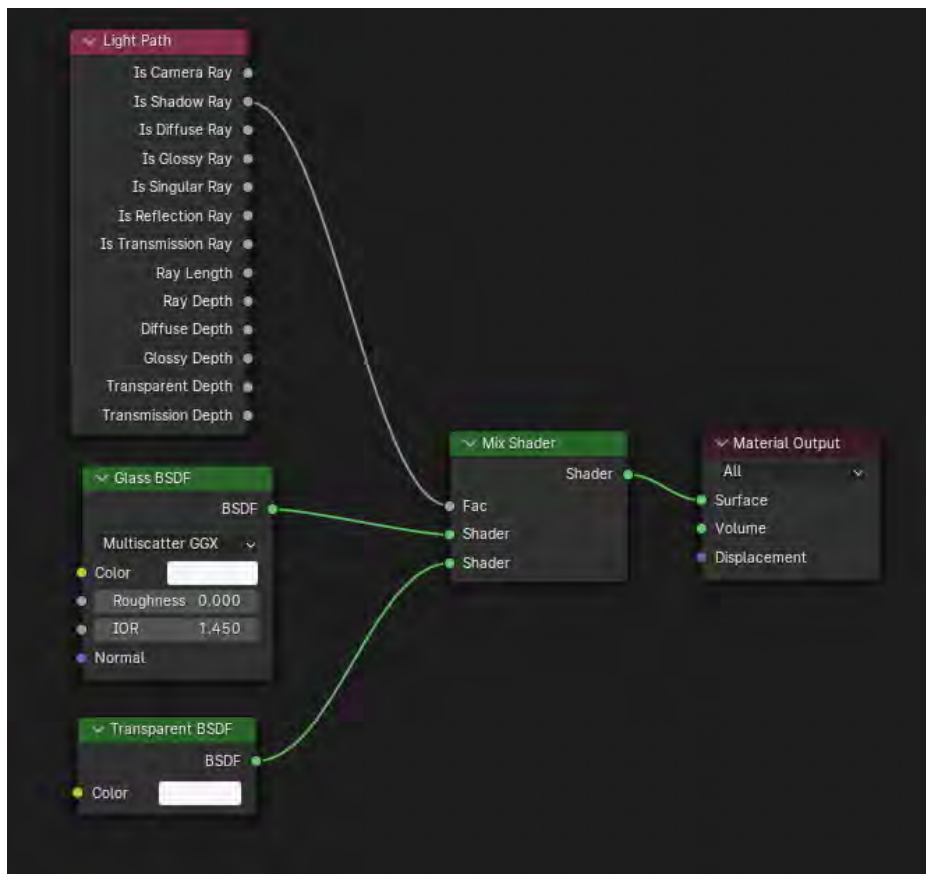 Light Path
Is Camera Ray
Is Shadow Ray
Is Diffuse Ray
Is Glossy Ray
Is Singular Ray
Is Reflection Ray
Is Transmission Ray
Ray Length
Ray Depth
Diffuse Depth
Glossy Depth
Transparent Depth
Transmission Depth
Glass BSDF
BSDF
Multiscatter GGX
Color
Roughness 0.000
IOR 1.450
Normal
Transparent BSDF
BSDF
Color
Mix Shader
Shader
Fac
Shader
Shader
Material Output
All
Surface
Volume
Displacement